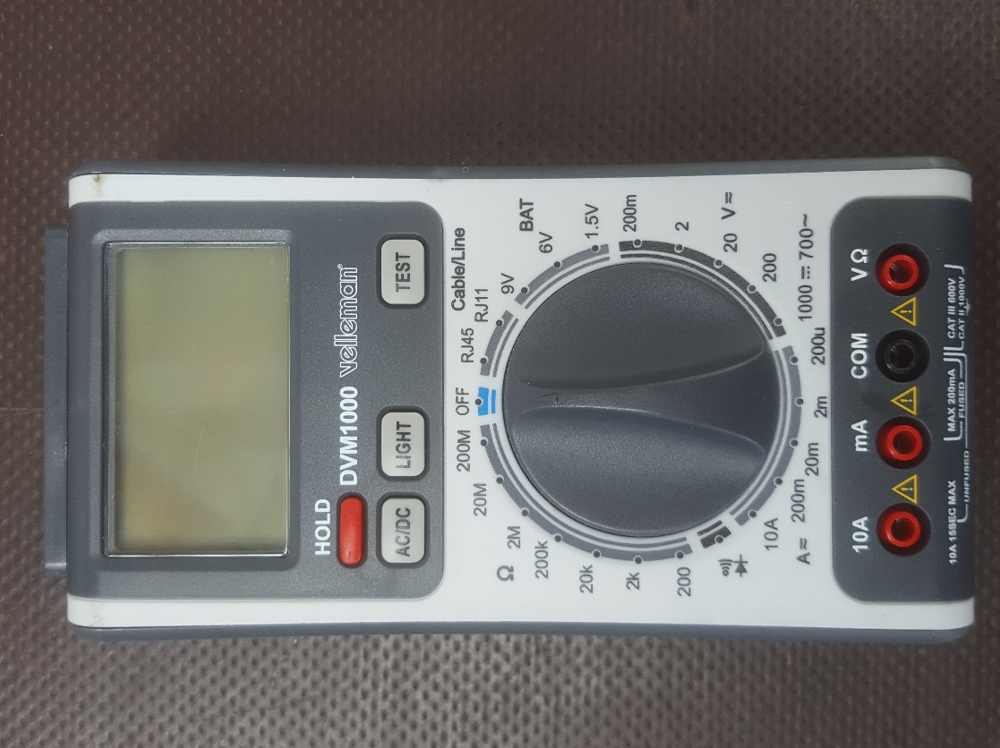 HOLD
DVM1000 velleman®
AC/DC
LIGHT
TEST
Cable/Line
OFF
RJ45
RJ11
BAT
9V
6V
1.5V
200m
2
20
V≂
200
1000 ⎓ 700~
200u
2m
20m
200m
A≂
10A
200
2k
20k
200k
Ω
2M
20M
200M
10A
mA
COM
VΩ
10A 15SEC MAX
UNFUSED
MAX 200mA
FUSED
CAT III 600V
CAT II 1000V